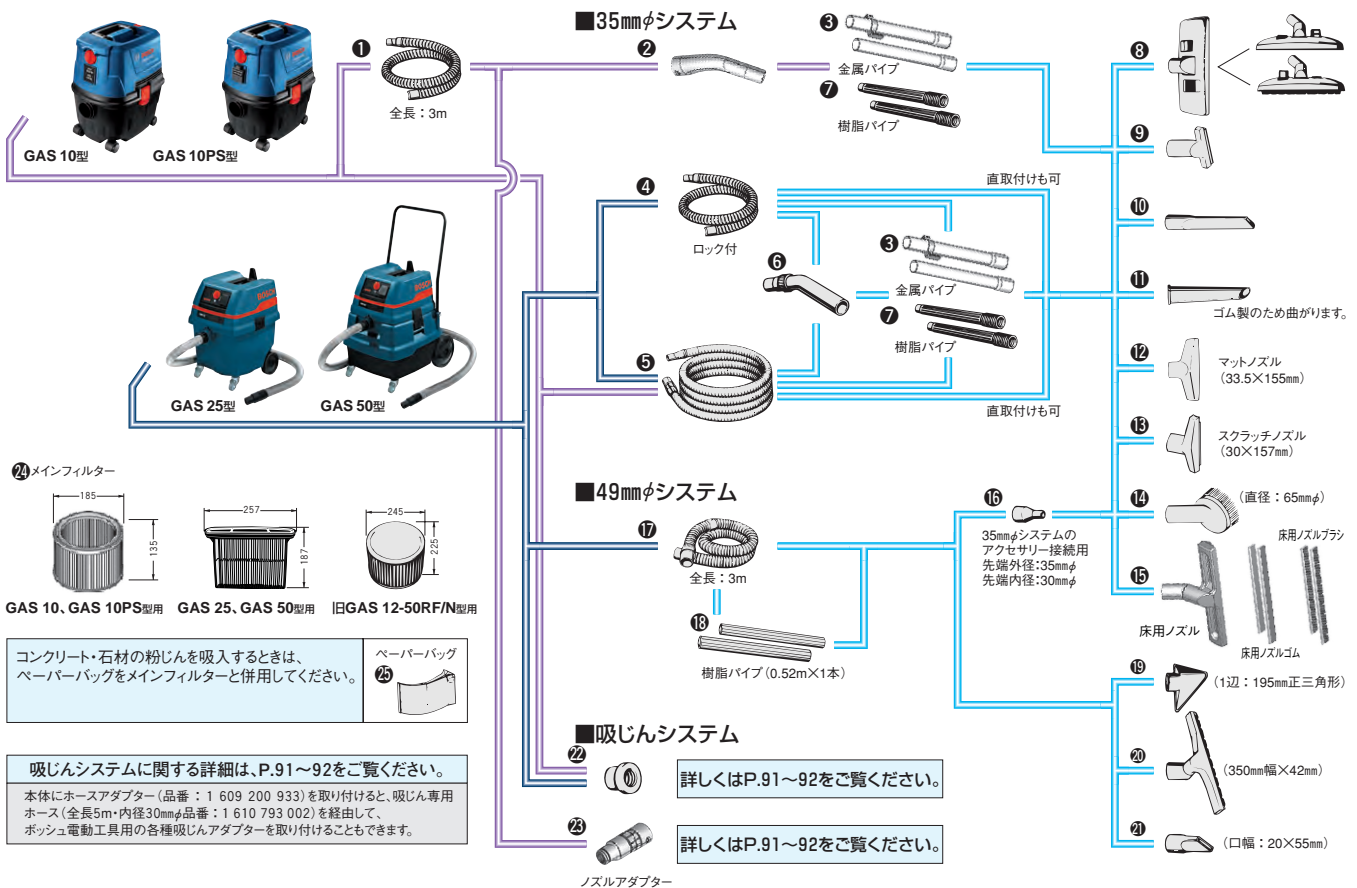 ■35mmφシステム
❶
全長：3m
❷
❸
金属パイプ
❼
樹脂パイプ
❽
❾
❿
⓫
ゴム製のため曲がります。
⓬
マットノズル
（33.5×155mm）
⓭
スクラッチノズル
（30×157mm）
⓮
（直径：65mmφ）
⓯
床用ノズル
床用ノズルゴム
床用ノズルブラシ
BOSCH
GAS 10型
GAS 10PS型
❹
ロック付
直取付けも可
❻
❸
金属パイプ
❼
樹脂パイプ
❺
直取付けも可
BOSCH
BOSCH
GAS 25型
GAS 50型
㉔メインフィルター
185
135
257
187
245
225
GAS 10、GAS 10PS型用
GAS 25、GAS 50型用
旧GAS 12-50RF/N型用
■49mmφシステム
⓱
全長：3m
⓲
樹脂パイプ（0.52m×1本）
⓰
35mmφシステムの
アクセサリー接続用
先端外径：35mmφ
先端内径：30mmφ
⓳
（1辺：195mm正三角形）
⓴
（350mm幅×42mm）
㉑
（口幅：20×55mm）
コンクリート・石材の粉じんを吸入するときは、
ペーパーバッグをメインフィルターと併用してください。
ペーパーバッグ
㉕
■吸じんシステム
㉒
詳しくはP.91〜92をご覧ください。
㉓
詳しくはP.91〜92をご覧ください。
ノズルアダプター
吸じんシステムに関する詳細は、P.91〜92をご覧ください。
本体にホースアダプター（品番：1 609 200 933）を取り付けると、吸じん専用
ホース（全長5m・内径30mmφ品番：1 610 793 002）を経由して、
ボッシュ電動工具用の各種吸じんアダプターを取り付けることもできます。